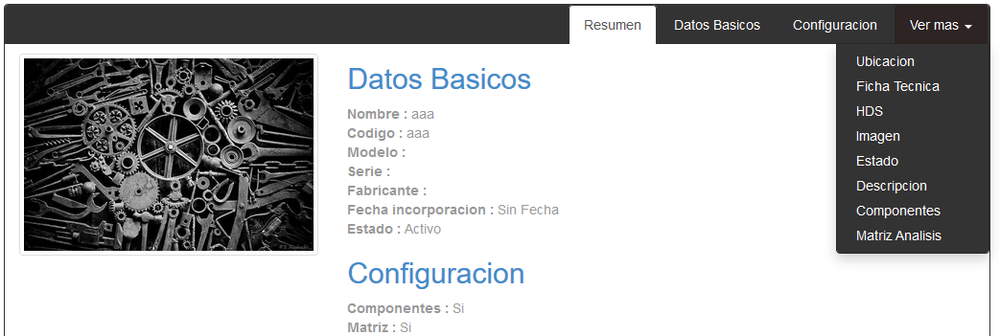 Resumen
Datos Basicos
Configuracion
Ver mas
Ubicacion
Ficha Tecnica
HDS
Imagen
Estado
Descripcion
Componentes
Matriz Analisis
Datos Basicos
Nombre : aaa
Codigo : aaa
Modelo :
Serie :
Fabricante :
Fecha incorporacion : Sin Fecha
Estado : Activo
Configuracion
Componentes : Si
Matriz : Si